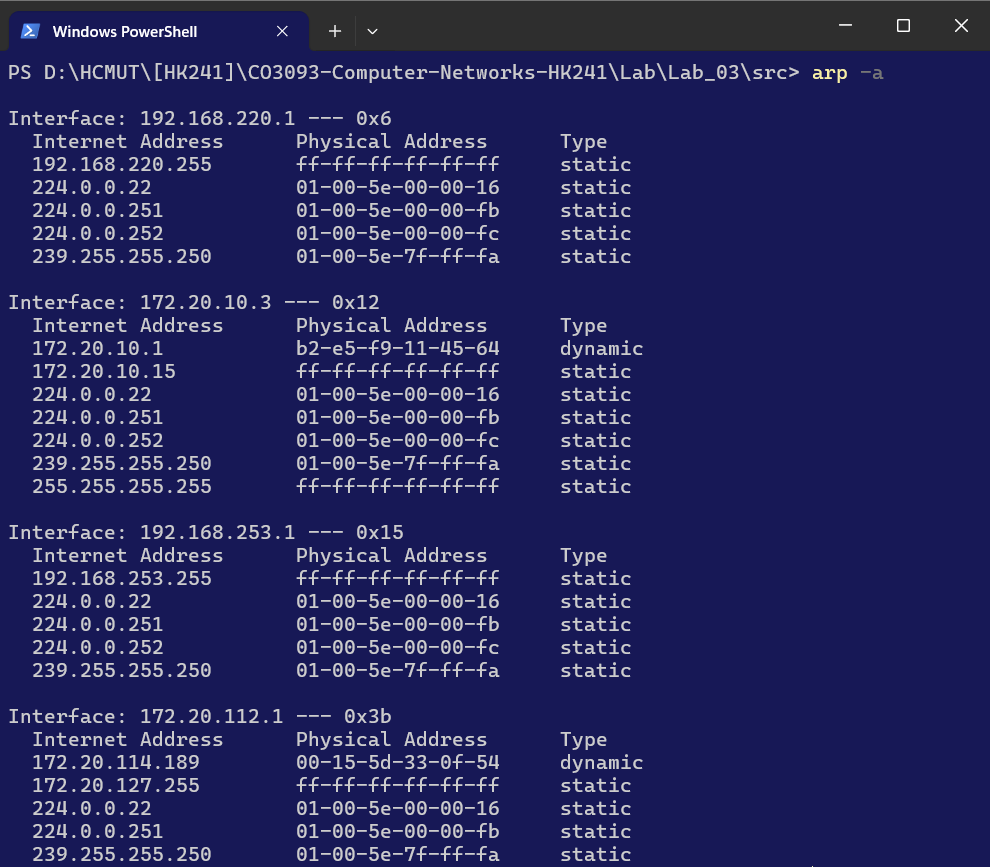 Windows PowerShell
PS D:\HCMUT\[HK241]\CO3093-Computer-Networks-HK241\Lab\Lab_03\src> arp -a
Interface: 192.168.220.1 --- 0x6
Internet Address Physical Address Type
192.168.220.255 ff-ff-ff-ff-ff-ff static
224.0.0.22 01-00-5e-00-00-16 static
224.0.0.251 01-00-5e-00-00-fb static
224.0.0.252 01-00-5e-00-00-fc static
239.255.255.250 01-00-5e-7f-ff-fa static
Interface: 172.20.10.3 --- 0x12
Internet Address Physical Address Type
172.20.10.1 b2-e5-f9-11-45-64 dynamic
172.20.10.15 ff-ff-ff-ff-ff-ff static
224.0.0.22 01-00-5e-00-00-16 static
224.0.0.251 01-00-5e-00-00-fb static
224.0.0.252 01-00-5e-00-00-fc static
239.255.255.250 01-00-5e-7f-ff-fa static
255.255.255.255 ff-ff-ff-ff-ff-ff static
Interface: 192.168.253.1 --- 0x15
Internet Address Physical Address Type
192.168.253.255 ff-ff-ff-ff-ff-ff static
224.0.0.22 01-00-5e-00-00-16 static
224.0.0.251 01-00-5e-00-00-fb static
224.0.0.252 01-00-5e-00-00-fc static
239.255.255.250 01-00-5e-7f-ff-fa static
Interface: 172.20.112.1 --- 0x3b
Internet Address Physical Address Type
172.20.114.189 00-15-5d-33-0f-54 dynamic
172.20.127.255 ff-ff-ff-ff-ff-ff static
224.0.0.22 01-00-5e-00-00-16 static
224.0.0.251 01-00-5e-00-00-fb static
239.255.255.250 01-00-5e-7f-ff-fa static